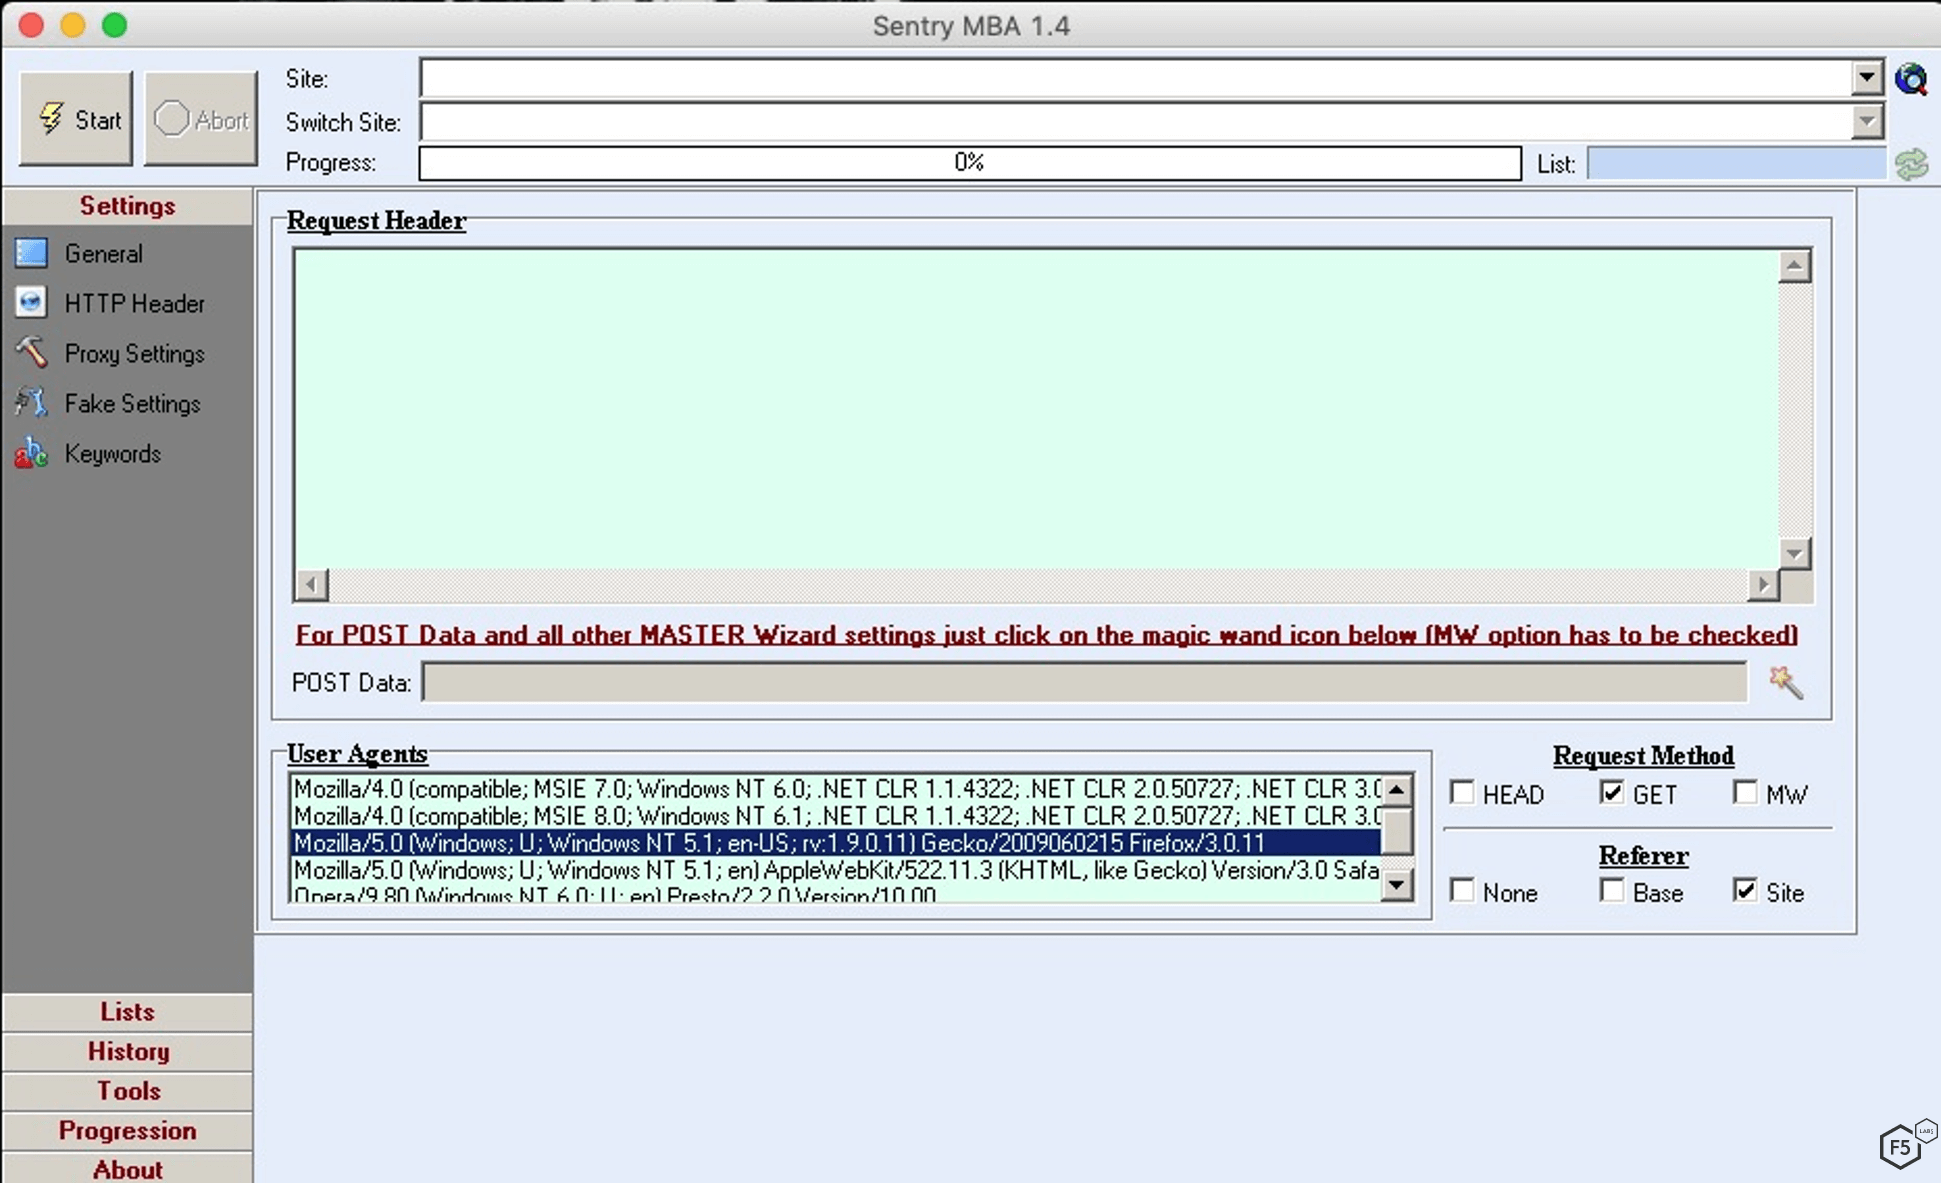 Sentry MBA 1.4
Start
Abort
Site:
Switch Site:
Progress:
0%
List:
Settings
General
HTTP Header
Proxy Settings
Fake Settings
Keywords
Request Header
For POST Data and all other MASTER Wizard settings just click on the magic wand icon below (MW option has to be checked)
POST Data:
User Agents
Mozilla/4.0 (compatible; MSIE 7.0; Windows NT 6.0; .NET CLR 1.1.4322; .NET CLR 2.0.50727; .NET CLR 3.0
Mozilla/4.0 (compatible; MSIE 8.0; Windows NT 6.1; .NET CLR 1.1.4322; .NET CLR 2.0.50727; .NET CLR 3.0
Mozilla/5.0 (Windows; U; Windows NT 5.1; en-US; rv:1.9.0.11) Gecko/2009060215 Firefox/3.0.11
Mozilla/5.0 (Windows; U; Windows NT 5.1; en) AppleWebKit/522.11.3 (KHTML, like Gecko) Version/3.0 Safa
Opera/9.80 (Windows NT 6.0; U; en) Presto/2.2.0 Version/10.00
Request Method
HEAD
GET
MW
Referer
None
Base
Site
Lists
History
Tools
Progression
About
F5
LABS